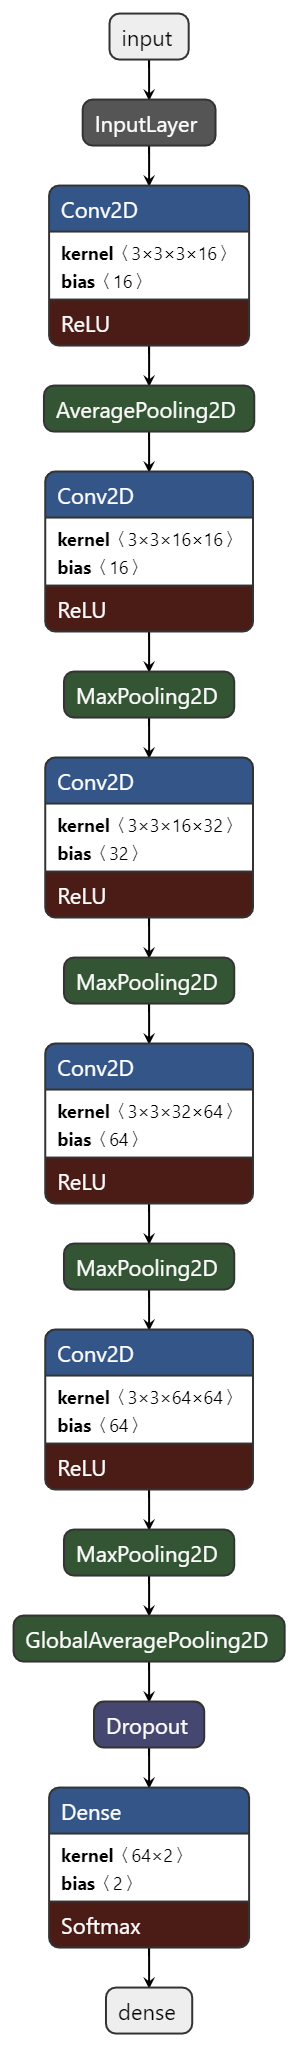 input
InputLayer
Conv2D
kernel 〈3×3×3×16〉
bias 〈16〉
ReLU
AveragePooling2D
Conv2D
kernel 〈3×3×16×16〉
bias 〈16〉
ReLU
MaxPooling2D
Conv2D
kernel 〈3×3×16×32〉
bias 〈32〉
ReLU
MaxPooling2D
Conv2D
kernel 〈3×3×32×64〉
bias 〈64〉
ReLU
MaxPooling2D
Conv2D
kernel 〈3×3×64×64〉
bias 〈64〉
ReLU
MaxPooling2D
GlobalAveragePooling2D
Dropout
Dense
kernel 〈64×2〉
bias 〈2〉
Softmax
dense